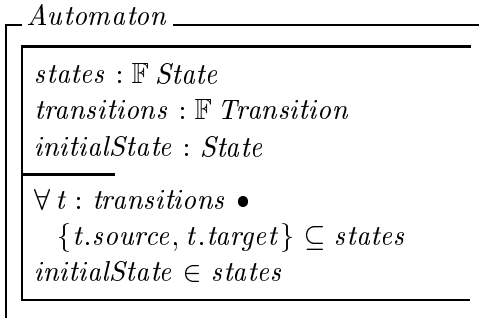 Automaton
states : 𝔽 State
transitions : 𝔽 Transition
initialState : State
∀ t : transitions •
{t.source, t.target} ⊆ states
initialState ∈ states